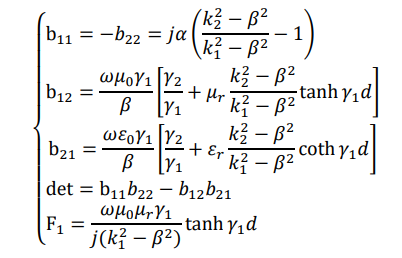 b₁₁ = −b₂₂ = jα((k₂² − β²)/(k₁² − β²) − 1)
b₁₂ = (ωμ₀γ₁/β)[γ₂/γ₁ + μᵣ (k₂² − β²)/(k₁² − β²) tanh γ₁d]
b₂₁ = (ωε₀γ₁/β)[γ₂/γ₁ + εᵣ (k₂² − β²)/(k₁² − β²) coth γ₁d]
det = b₁₁b₂₂ − b₁₂b₂₁
F₁ = (ωμ₀μᵣγ₁)/(j(k₁² − β²)) tanh γ₁d